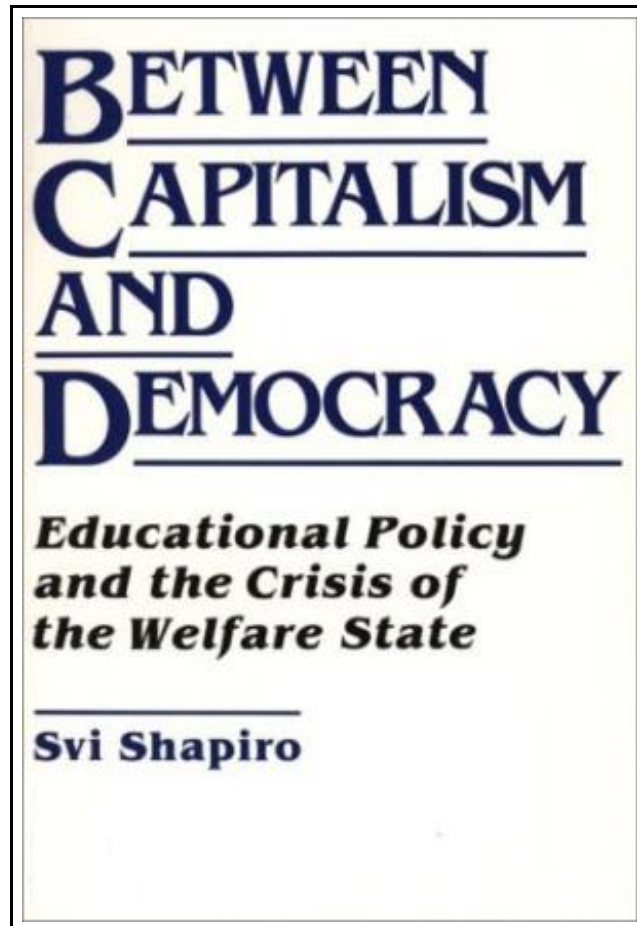 BETWEEN
CAPITALISM
AND
DEMOCRACY
Educational Policy
and the Crisis of
the Welfare State
Svi Shapiro